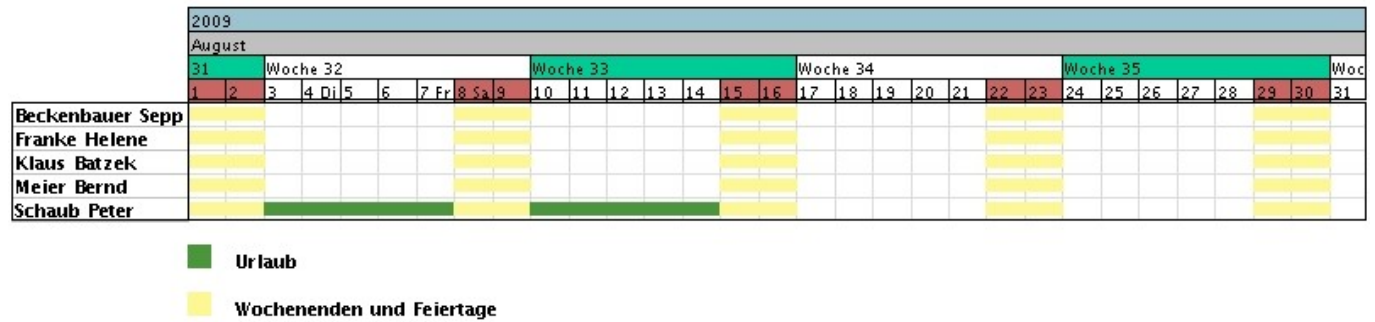 2009
August
31 Woche 32 Woche 33 Woche 34 Woche 35 Woc
1 2 3 4 Di 5 6 7 Fr 8 Sa 9 10 11 12 13 14 15 16 17 18 19 20 21 22 23 24 25 26 27 28 29 30 31
Beckenbauer Sepp
Franke Helene
Klaus Batzek
Meier Bernd
Schaub Peter
Urlaub
Wochenenden und Feiertage